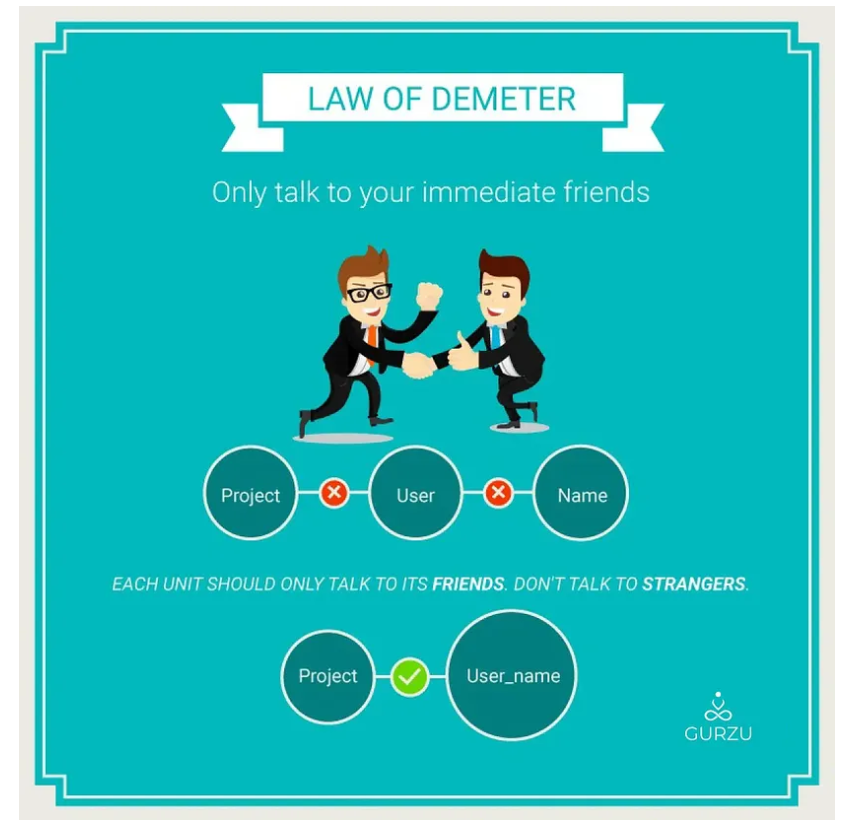 LAW OF DEMETER
Only talk to your immediate friends
Project
User
Name
EACH UNIT SHOULD ONLY TALK TO ITS FRIENDS. DON'T TALK TO STRANGERS.
Project
User_name
GURZU